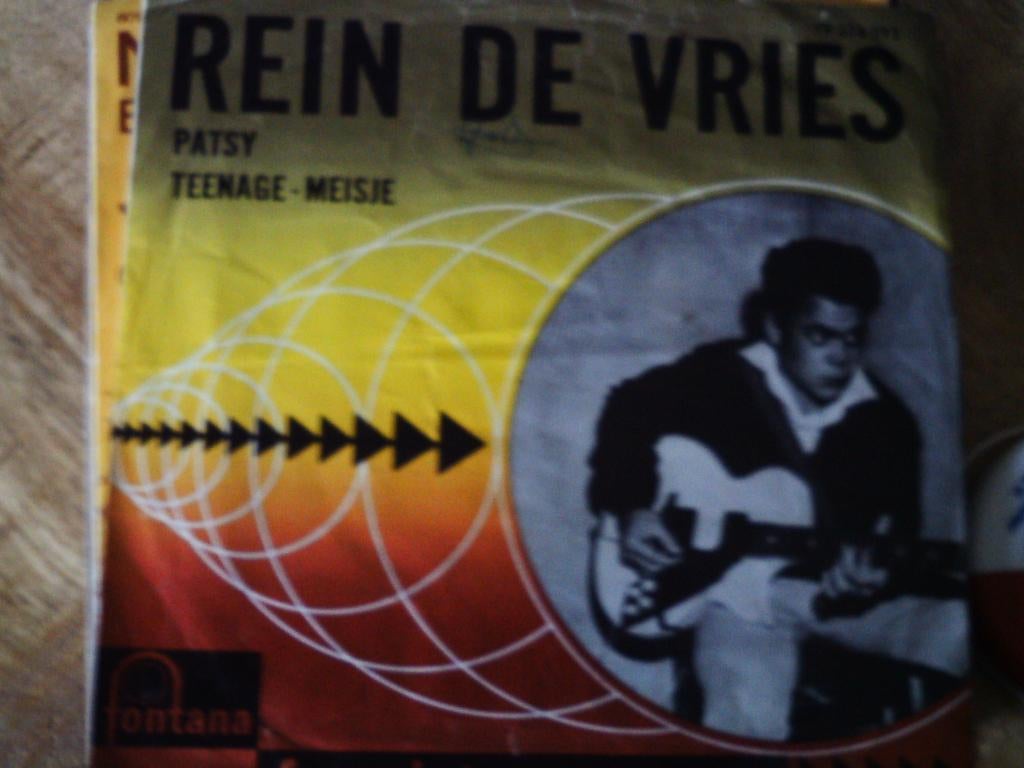 REIN DE VRIES
PATSY
TEENAGE - MEISJE
fontana